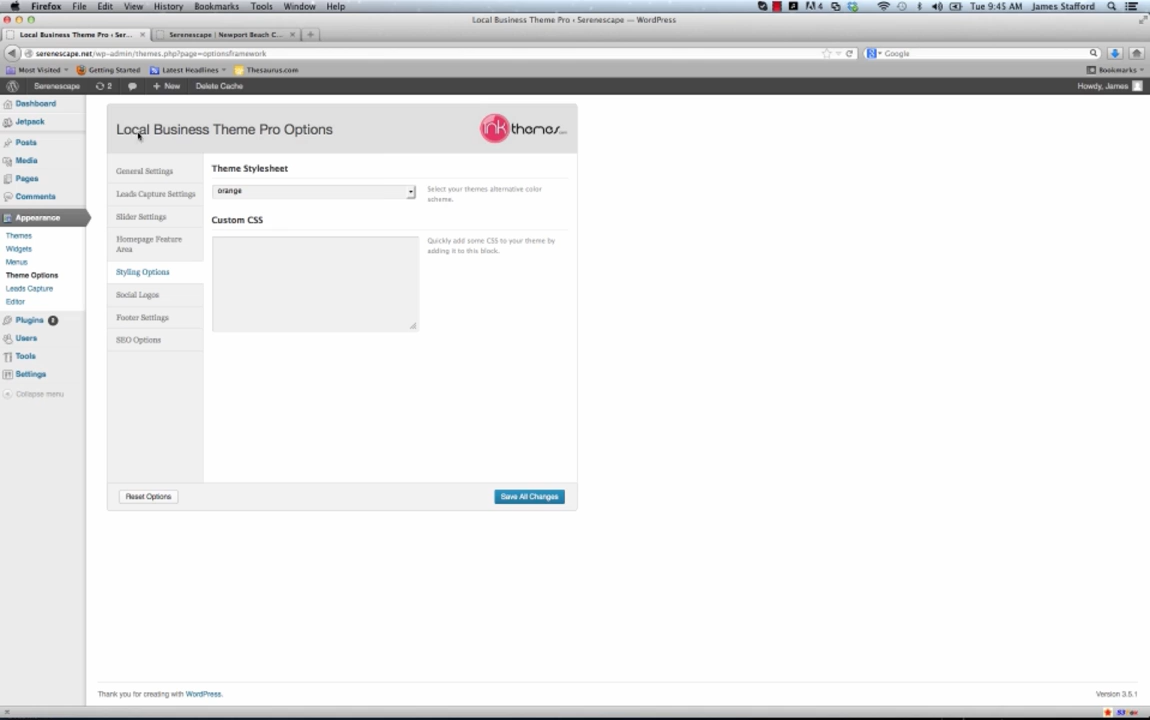 Firefox File Edit View History Bookmarks Tools Window Help 4 Tue 9:45 AM James Stafford
Local Business Theme Pro ‹ Serenescape — WordPress
Local Business Theme Pro ‹ Ser... × Serenescape | Newport Beach C... × +
serenescape.net/wp-admin/themes.php?page=optionsframework Google
Most Visited Getting Started Latest Headlines Thesaurus.com Bookmarks
Serenescape 2 + New Delete Cache Howdy, James
Dashboard
Jetpack
Posts
Media
Pages
Comments
Appearance
Themes
Widgets
Menus
Theme Options
Leads Capture
Editor
Plugins
Users
Tools
Settings
Collapse menu
Local Business Theme Pro Options
inkthemes
General Settings
Leads Capture Settings
Slider Settings
Homepage Feature
Area
Styling Options
Social Logos
Footer Settings
SEO Options
Theme Stylesheet
orange
Select your themes alternative color
scheme.
Custom CSS
Quickly add some CSS to your theme by
adding it to this block.
Reset Options Save All Changes
Thank you for creating with WordPress. Version 3.5.1